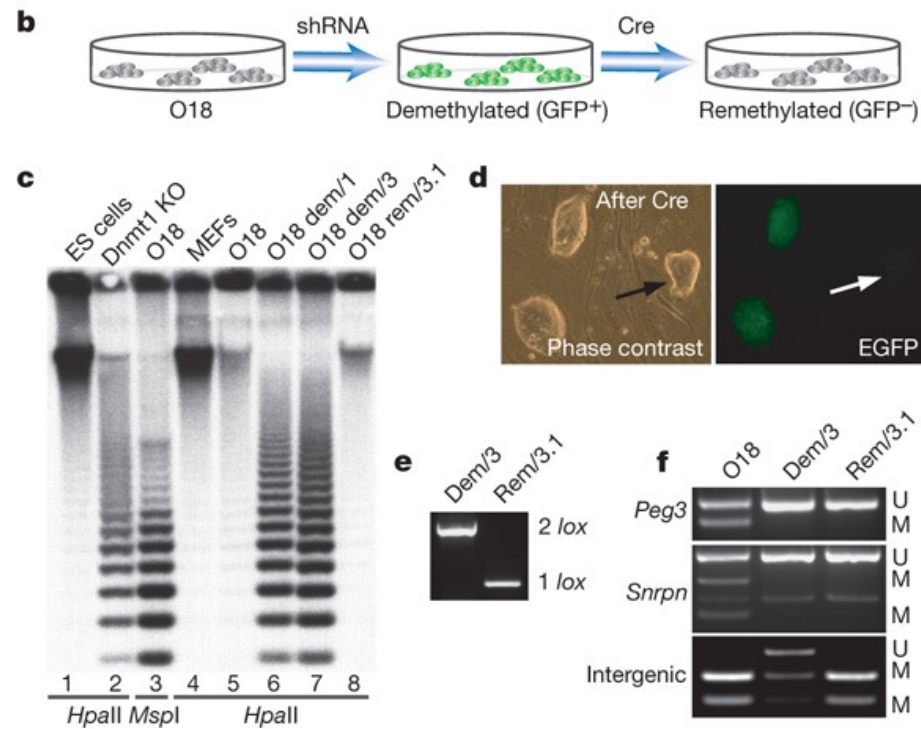 b
shRNA
Cre
O18
Demethylated (GFP+)
Remethylated (GFP–)
c
ES cells
Dnmt1 KO
O18
MEFs
O18
O18 dem/1
O18 dem/3
O18 rem/3.1
1 2 3 4 5 6 7 8
HpaII MspI HpaII
d
After Cre
Phase contrast
EGFP
e
Dem/3
Rem/3.1
2 lox
1 lox
f
O18
Dem/3
Rem/3.1
Peg3
U
M
Snrpn
U
M
M
Intergenic
U
M
M